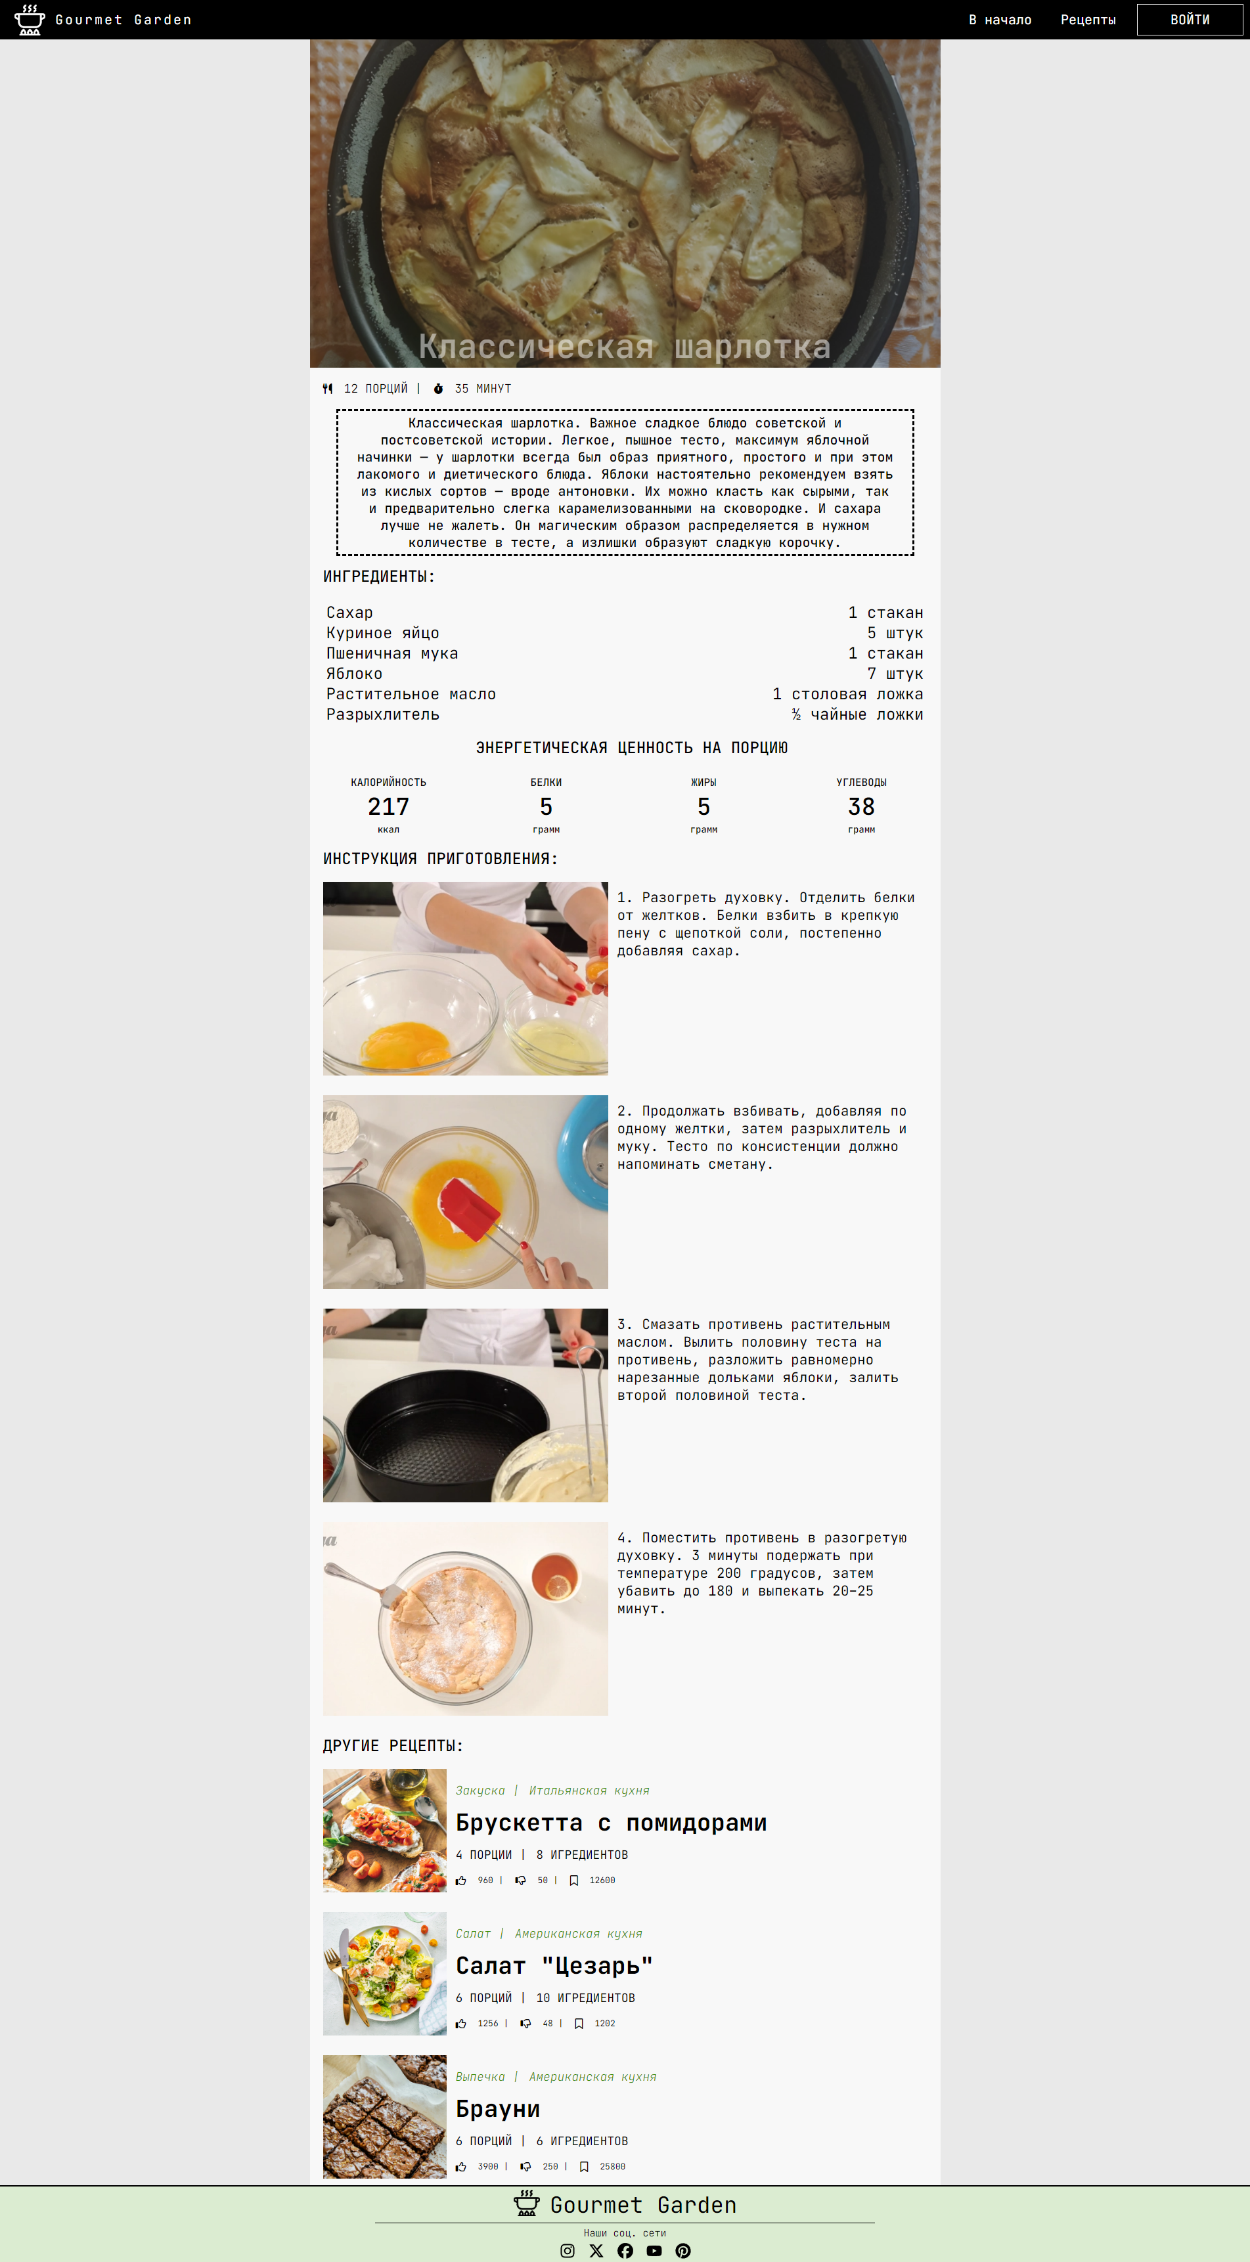 Gourmet Garden
В начало Рецепты ВОЙТИ
Классическая шарлотка
12 ПОРЦИЙ | 35 МИНУТ
Классическая шарлотка. Важное сладкое блюдо советской и
постсоветской истории. Легкое, пышное тесто, максимум яблочной
начинки — у шарлотки всегда был образ приятного, простого и при этом
лакомого и диетического блюда. Яблоки настоятельно рекомендуем взять
из кислых сортов — вроде антоновки. Их можно класть как сырыми, так
и предварительно слегка карамелизованными на сковородке. И сахара
лучше не жалеть. Он магическим образом распределяется в нужном
количестве в тесте, а излишки образуют сладкую корочку.
ИНГРЕДИЕНТЫ:
Сахар 1 стакан
Куриное яйцо 5 штук
Пшеничная мука 1 стакан
Яблоко 7 штук
Растительное масло 1 столовая ложка
Разрыхлитель ½ чайные ложки
ЭНЕРГЕТИЧЕСКАЯ ЦЕННОСТЬ НА ПОРЦИЮ
КАЛОРИЙНОСТЬ БЕЛКИ ЖИРЫ УГЛЕВОДЫ
217 5 5 38
ккал грамм грамм грамм
ИНСТРУКЦИЯ ПРИГОТОВЛЕНИЯ:
1. Разогреть духовку. Отделить белки
от желтков. Белки взбить в крепкую
пену с щепоткой соли, постепенно
добавляя сахар.
2. Продолжать взбивать, добавляя по
одному желтки, затем разрыхлитель и
муку. Тесто по консистенции должно
напоминать сметану.
3. Смазать противень растительным
маслом. Вылить половину теста на
противень, разложить равномерно
нарезанные дольками яблоки, залить
второй половиной теста.
4. Поместить противень в разогретую
духовку. 3 минуты подержать при
температуре 200 градусов, затем
убавить до 180 и выпекать 20–25
минут.
ДРУГИЕ РЕЦЕПТЫ:
Закуска | Итальянская кухня
Брускетта с помидорами
4 ПОРЦИИ | 8 ИГРЕДИЕНТОВ
960 | 50 | 12600
Салат | Американская кухня
Салат "Цезарь"
6 ПОРЦИЙ | 10 ИГРЕДИЕНТОВ
1256 | 48 | 1202
Выпечка | Американская кухня
Брауни
6 ПОРЦИЙ | 6 ИГРЕДИЕНТОВ
3900 | 250 | 25800
Gourmet Garden
Наши соц. сети